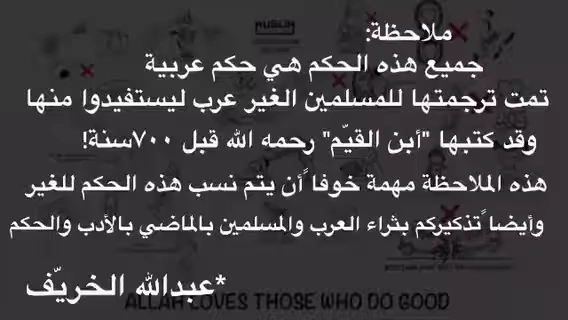 ملاحظة:
جميع هذه الحكم هي حكم عربية
تمت ترجمتها للمسلمين الغير عرب ليستفيدوا منها
وقد كتبها "أبن القيّم" رحمه الله قبل ٧٠٠سنة!
هذه الملاحظة مهمة خوفا ًأن يتم نسب هذه الحكم للغير
وأيضا ًتذكيركم بثراء العرب والمسلمين بالماضي بالأدب والحكم
*عبدالله الخريّف
MUSLIM
ALLAH LOVES THOSE WHO DO GOOD